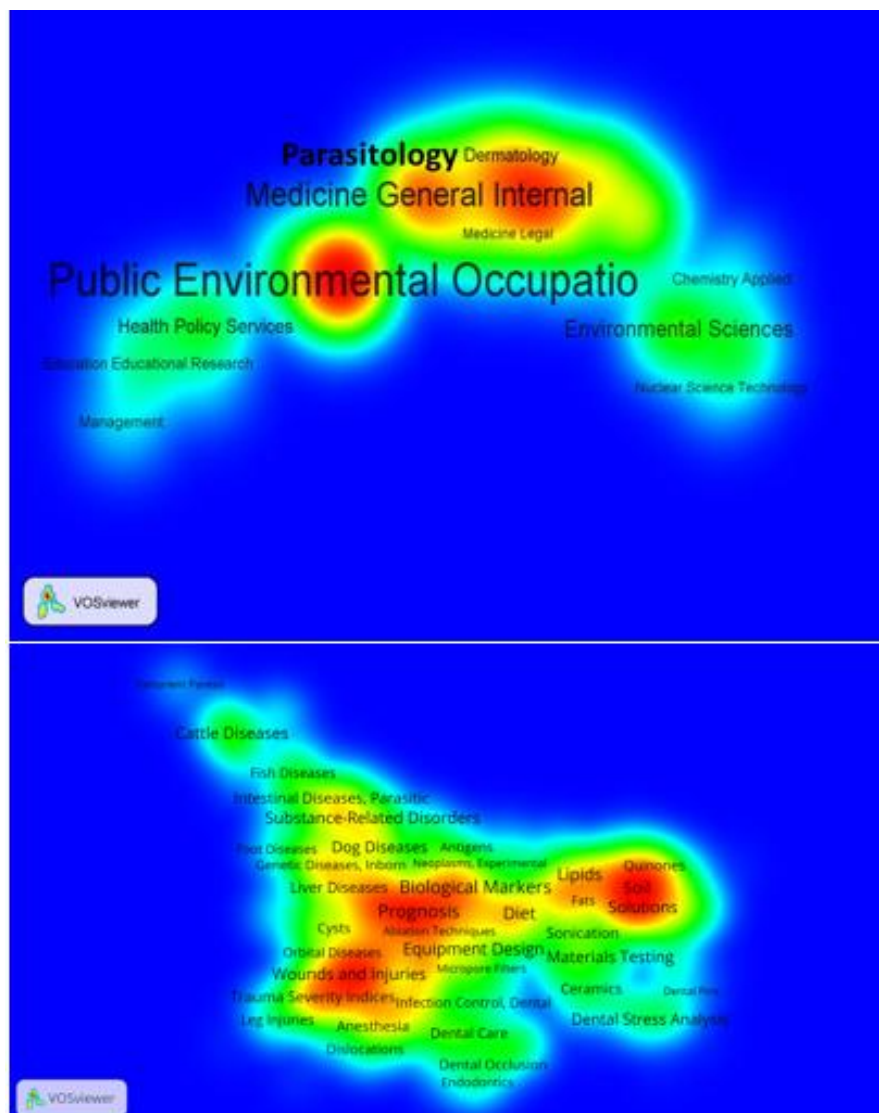 Parasitology
Dermatology
Medicine General Internal
Medicine Legal
Public Environmental Occupatio
Chemistry Applied
Health Policy Services
Environmental Sciences
Education Educational Research
Nuclear Science Technology
Management
VOSviewer
Cattle Diseases
Fish Diseases
Intestinal Diseases, Parasitic
Substance-Related Disorders
Foot Diseases
Dog Diseases
Antigens
Genetic Diseases, Inborn
Neoplasms, Experimental
Lipids
Quinones
Liver Diseases
Biological Markers
Soil
Fats
Solutions
Prognosis
Diet
Cysts
Ablation Techniques
Sonication
Orbital Diseases
Equipment Design
Materials Testing
Wounds and Injuries
Micropore Filters
Trauma Severity Indices
Infection Control, Dental
Ceramics
Dental Pins
Leg Injuries
Anesthesia
Dental Care
Dental Stress Analysis
Dislocations
Dental Occlusion
Endodontics
VOSviewer